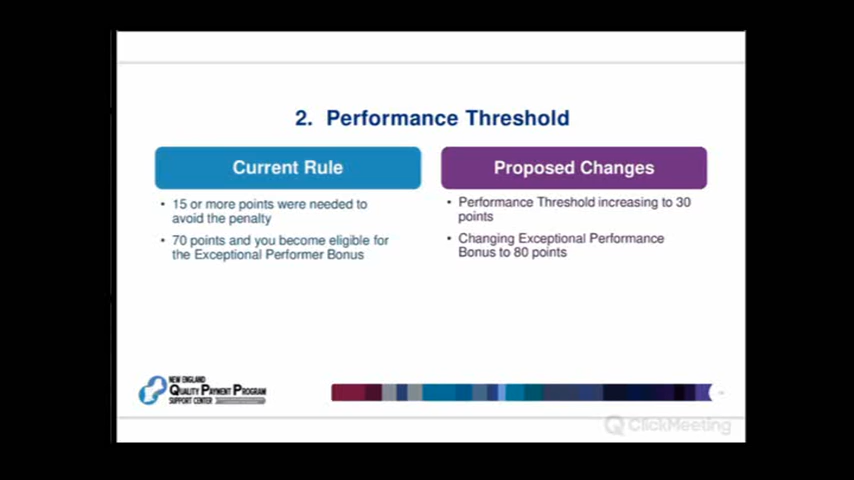 2. Performance Threshold
Current Rule
• 15 or more points were needed to
avoid the penalty
• 70 points and you become eligible for
the Exceptional Performer Bonus
Proposed Changes
• Performance Threshold increasing to 30
points
• Changing Exceptional Performance
Bonus to 80 points
NEW ENGLAND
QUALITY PAYMENT PROGRAM
SUPPORT CENTER
ClickMeeting